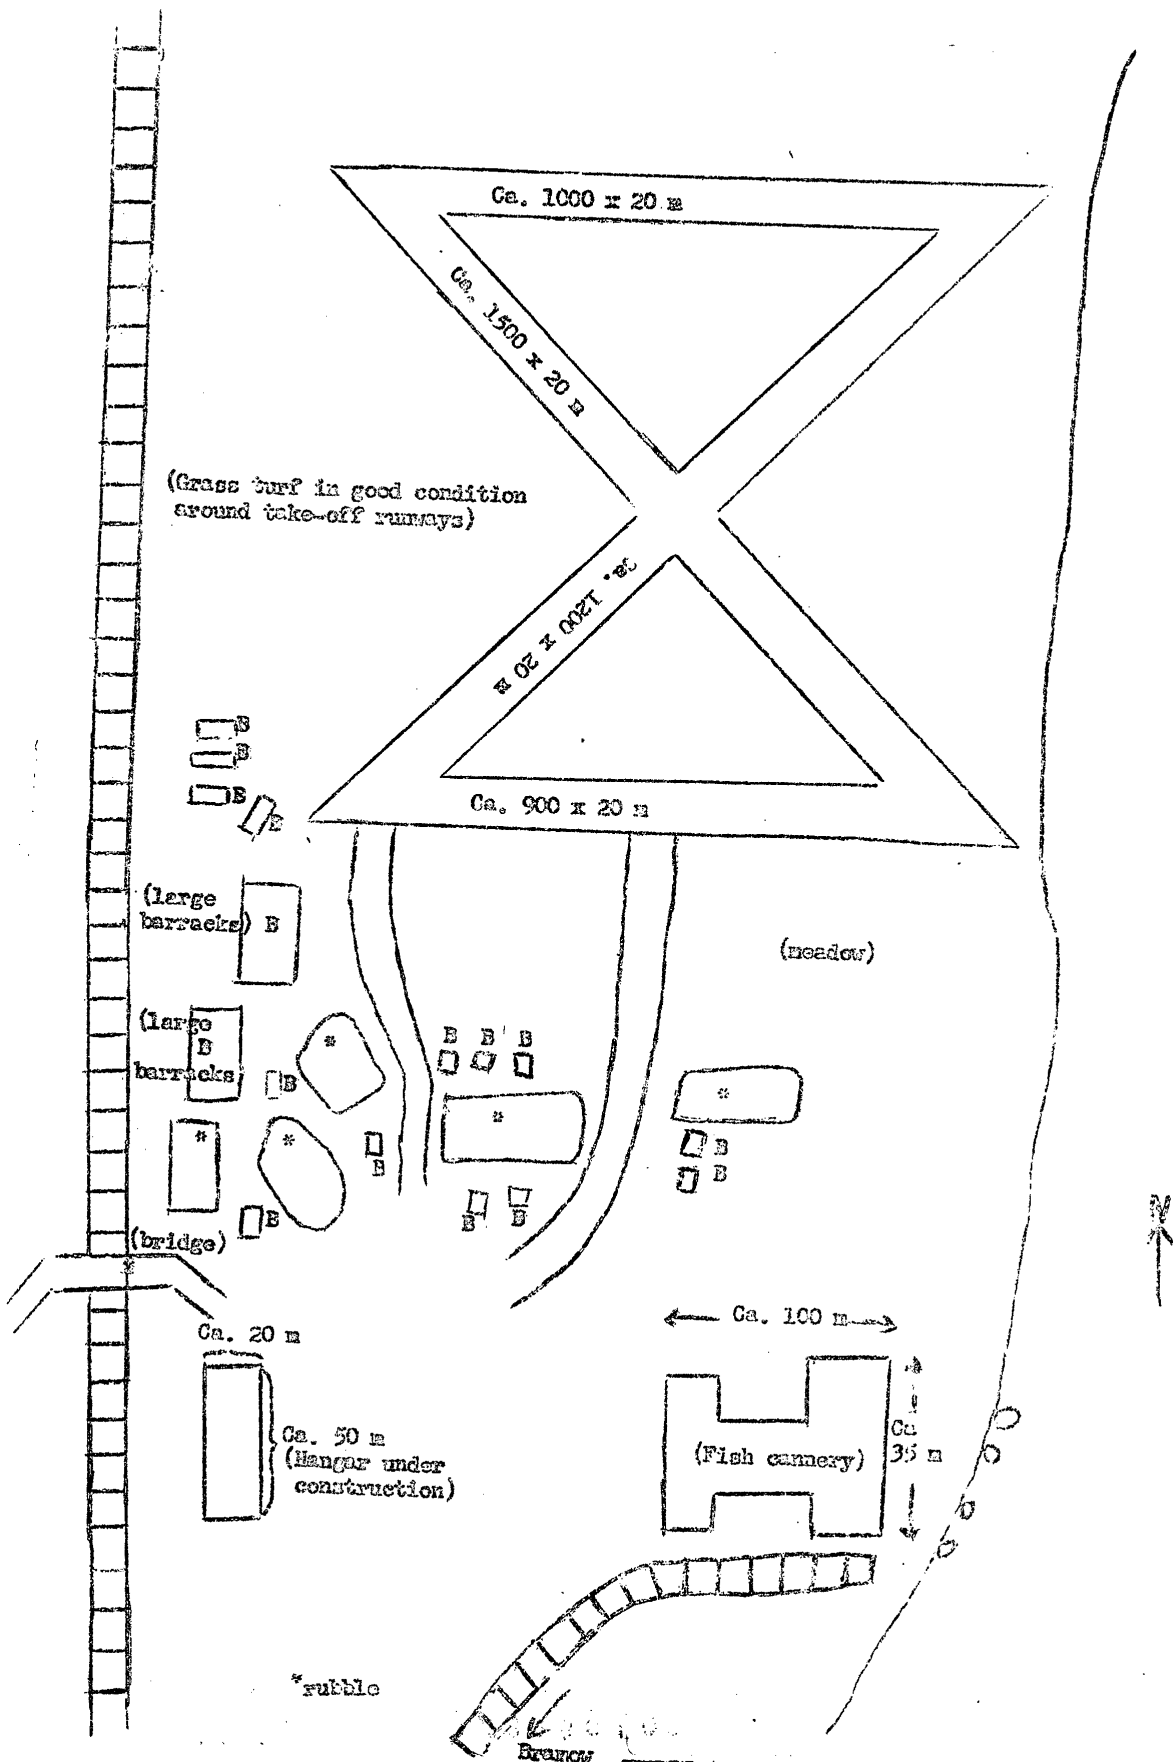 Ca. 1000 x 20 m
Ca. 1500 x 20 m
(Grass turf in good condition
around take-off runways)
Ca. 1200 x 20 m
B
B
B
B
Ca. 900 x 20 m
(large
barracks) B
(meadow)
(large
B
barracks
B
*
B B B
*
*
*
*
B
B
B
B
B
B
B
(bridge)
*
N
Ca. 20 m
Ca. 100 m
Ca. 50 m
(Hangar under
construction)
(Fish cannery)
Ca
35 m
*rubble